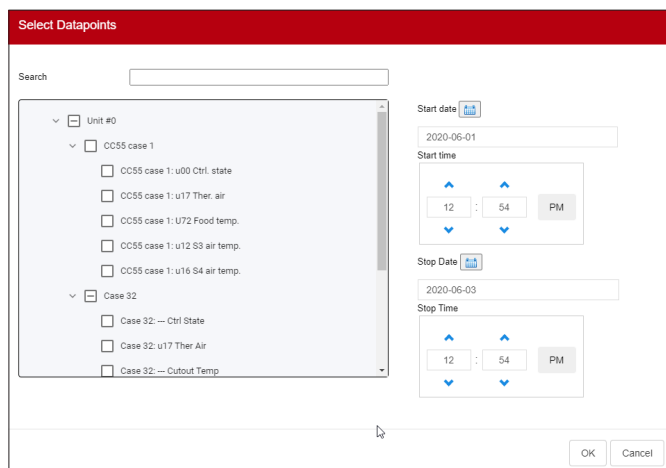 Select Datapoints
Search
Unit #0
CC55 case 1
CC55 case 1: u00 Ctrl. state
CC55 case 1: u17 Ther. air
CC55 case 1: U72 Food temp.
CC55 case 1: u12 S3 air temp.
CC55 case 1: u16 S4 air temp.
Case 32
Case 32: --- Ctrl State
Case 32: u17 Ther Air
Case 32: --- Cutout Temp
Start date
2020-06-01
Start time
12 : 54 PM
Stop Date
2020-06-03
Stop Time
12 : 54 PM
OK Cancel